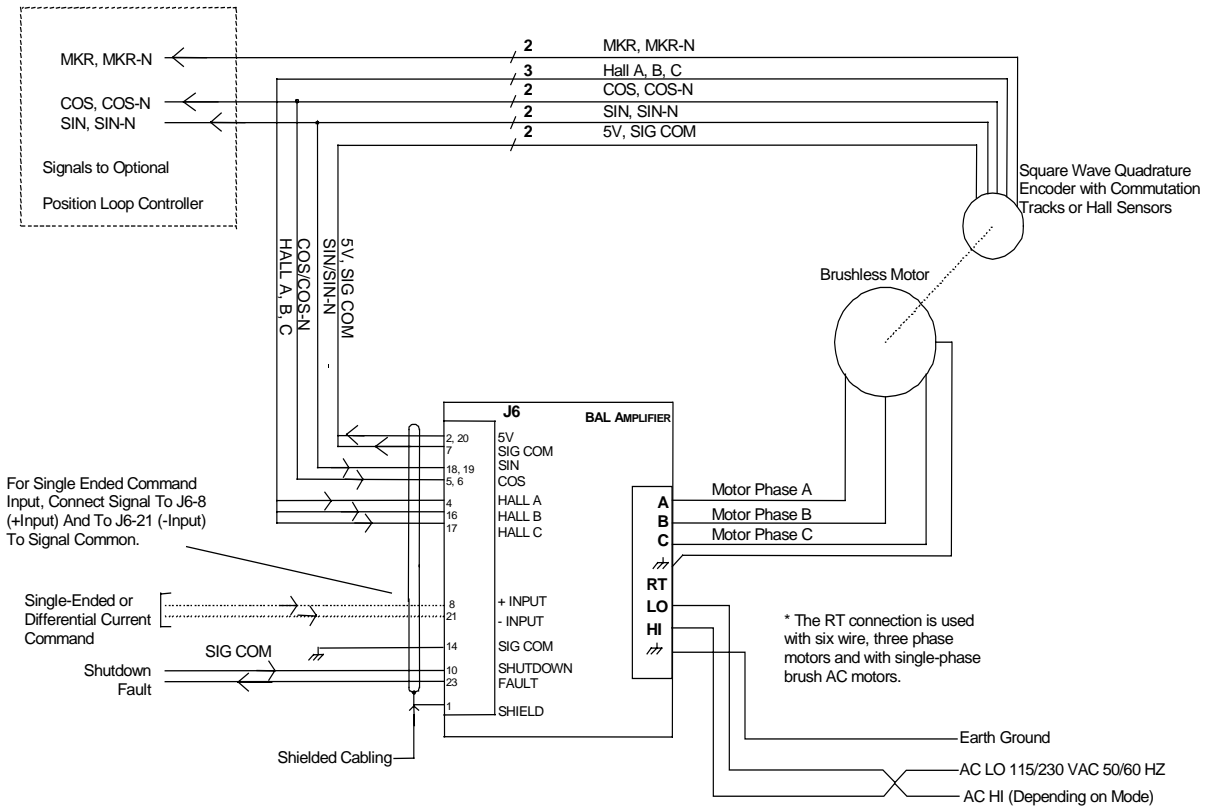 MKR, MKR-N
2 MKR, MKR-N
3 Hall A, B, C
COS, COS-N
2 COS, COS-N
SIN, SIN-N
2 SIN, SIN-N
2 5V, SIG COM
Signals to Optional
Position Loop Controller
Square Wave Quadrature
Encoder with Commutation
Tracks or Hall Sensors
HALL A, B, C
COS/COS-N
SIN/SIN-N
5V, SIG COM
Brushless Motor
J6
BAL AMPLIFIER
2, 20 5V
7 SIG COM
18, 19 SIN
5, 6 COS
4 HALL A
16 HALL B
17 HALL C
For Single Ended Command
Input, Connect Signal To J6-8
(+Input) And To J6-21 (-Input)
To Signal Common.
A Motor Phase A
B Motor Phase B
C Motor Phase C
RT
LO
HI
Single-Ended or
Differential Current
Command
8 + INPUT
21 - INPUT
SIG COM
14 SIG COM
Shutdown
10 SHUTDOWN
Fault
23 FAULT
1 SHIELD
* The RT connection is used
with six wire, three phase
motors and with single-phase
brush AC motors.
Shielded Cabling
Earth Ground
AC LO 115/230 VAC 50/60 HZ
AC HI (Depending on Mode)